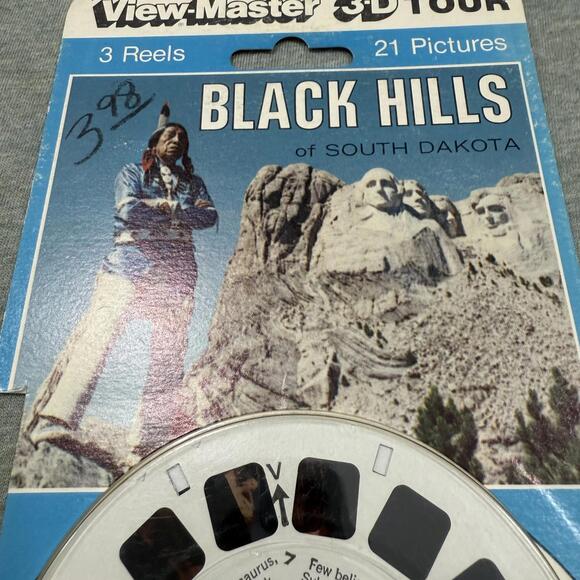 View-Master 3-D TOUR
3 Reels 21 Pictures
3 98
BLACK HILLS
of SOUTH DAKOTA
V
saurus, > Few beli